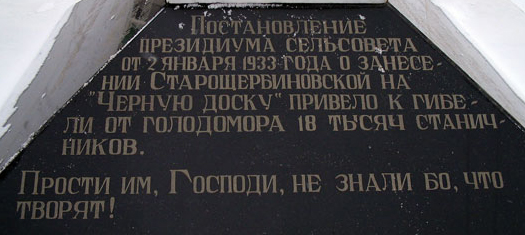 Постановление
президиума сельсовета
от 2 января 1933 года о занесе-
нии Старощербиновской на
"Черную доску" привело к гибе-
ли от голодомора 18 тысяч станич-
ников.
Прости им, Господи, не знали бо, что
творят!